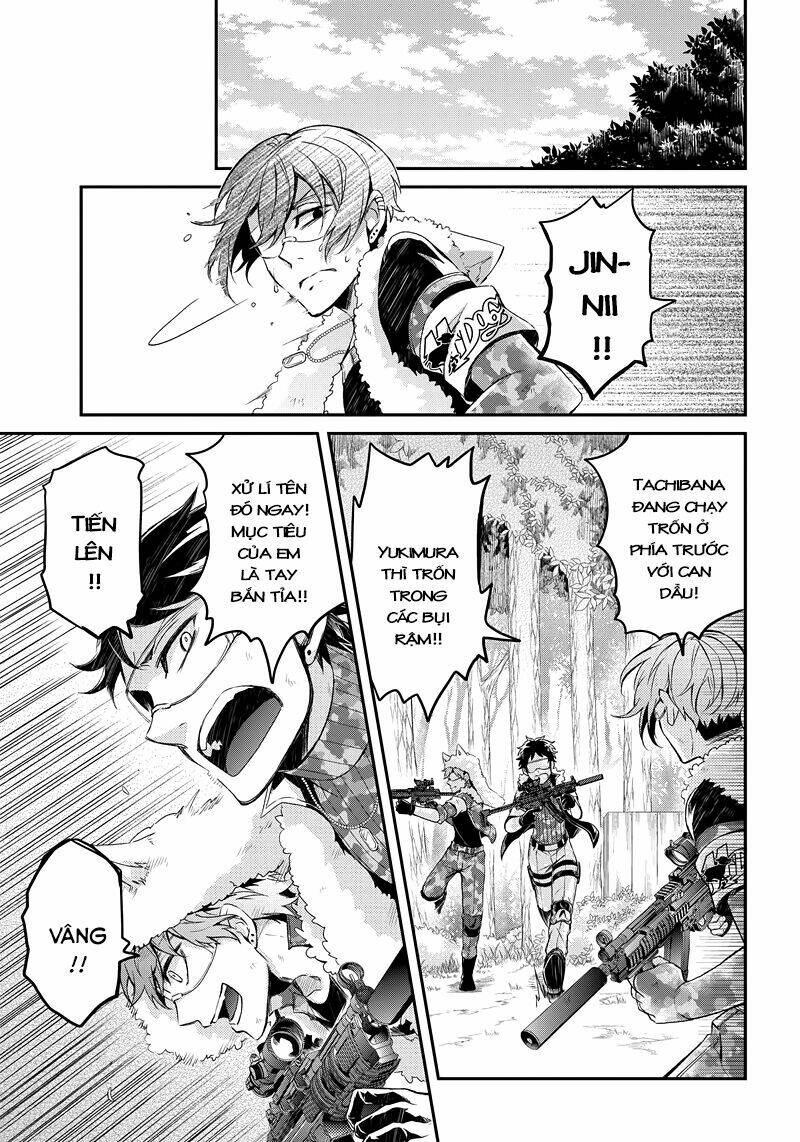 JIN-
NII
!!
TACHIBANA
ĐANG CHẠY
TRỐN Ở
PHÍA TRƯỚC
VỚI CAN
DẦU!
YUKIMURA
THÌ TRỐN
TRONG
CÁC BỤI
RẬM!!
XỬ LÍ TÊN
ĐÓ NGAY!
MỤC TIÊU
CỦA EM
LÀ TAY
BẮN TỈA!!
TIẾN
LÊN
!!
VÂNG
!!